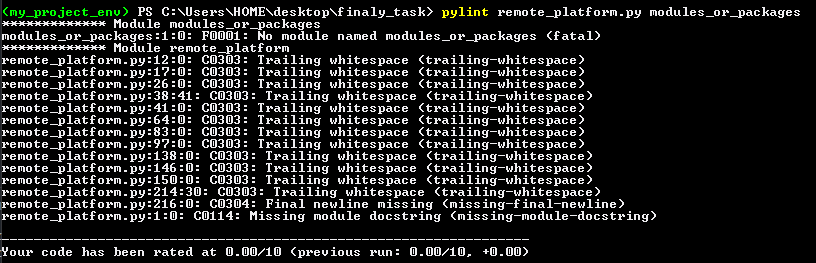 (my_project_env) PS C:\Users\HOME\desktop\finaly_task> pylint remote_platform.py modules_or_packages
************* Module modules_or_packages
modules_or_packages:1:0: F0001: No module named modules_or_packages (fatal)
************* Module remote_platform
remote_platform.py:12:0: C0303: Trailing whitespace (trailing-whitespace)
remote_platform.py:17:0: C0303: Trailing whitespace (trailing-whitespace)
remote_platform.py:26:0: C0303: Trailing whitespace (trailing-whitespace)
remote_platform.py:38:41: C0303: Trailing whitespace (trailing-whitespace)
remote_platform.py:41:0: C0303: Trailing whitespace (trailing-whitespace)
remote_platform.py:64:0: C0303: Trailing whitespace (trailing-whitespace)
remote_platform.py:83:0: C0303: Trailing whitespace (trailing-whitespace)
remote_platform.py:97:0: C0303: Trailing whitespace (trailing-whitespace)
remote_platform.py:138:0: C0303: Trailing whitespace (trailing-whitespace)
remote_platform.py:146:0: C0303: Trailing whitespace (trailing-whitespace)
remote_platform.py:150:0: C0303: Trailing whitespace (trailing-whitespace)
remote_platform.py:214:30: C0303: Trailing whitespace (trailing-whitespace)
remote_platform.py:216:0: C0304: Final newline missing (missing-final-newline)
remote_platform.py:1:0: C0114: Missing module docstring (missing-module-docstring)
------------------------------------------------------------------
Your code has been rated at 0.00/10 (previous run: 0.00/10, +0.00)